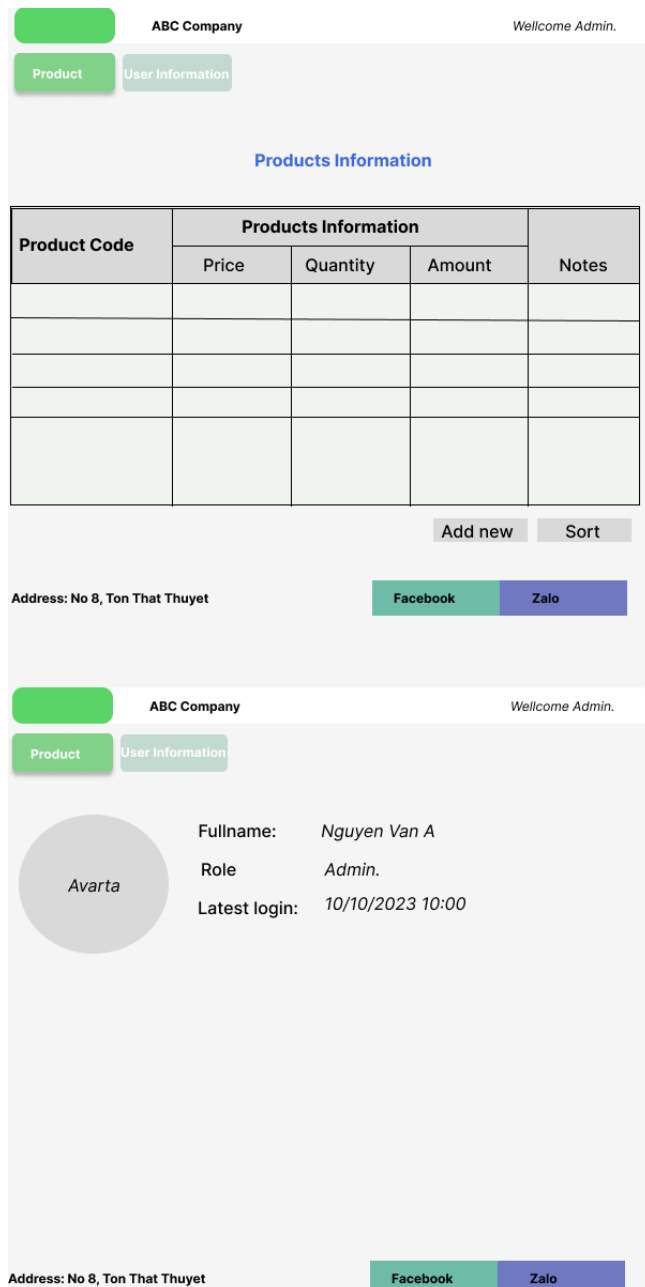 ABC Company Wellcome Admin.
Product User Information
Products Information
Product Code Products Information
Price Quantity Amount Notes
Add new Sort
Address: No 8, Ton That Thuyet Facebook Zalo
ABC Company Wellcome Admin.
Product User Information
Fullname: Nguyen Van A
Avarta
Role Admin.
Latest login: 10/10/2023 10:00
Address: No 8, Ton That Thuyet Facebook Zalo